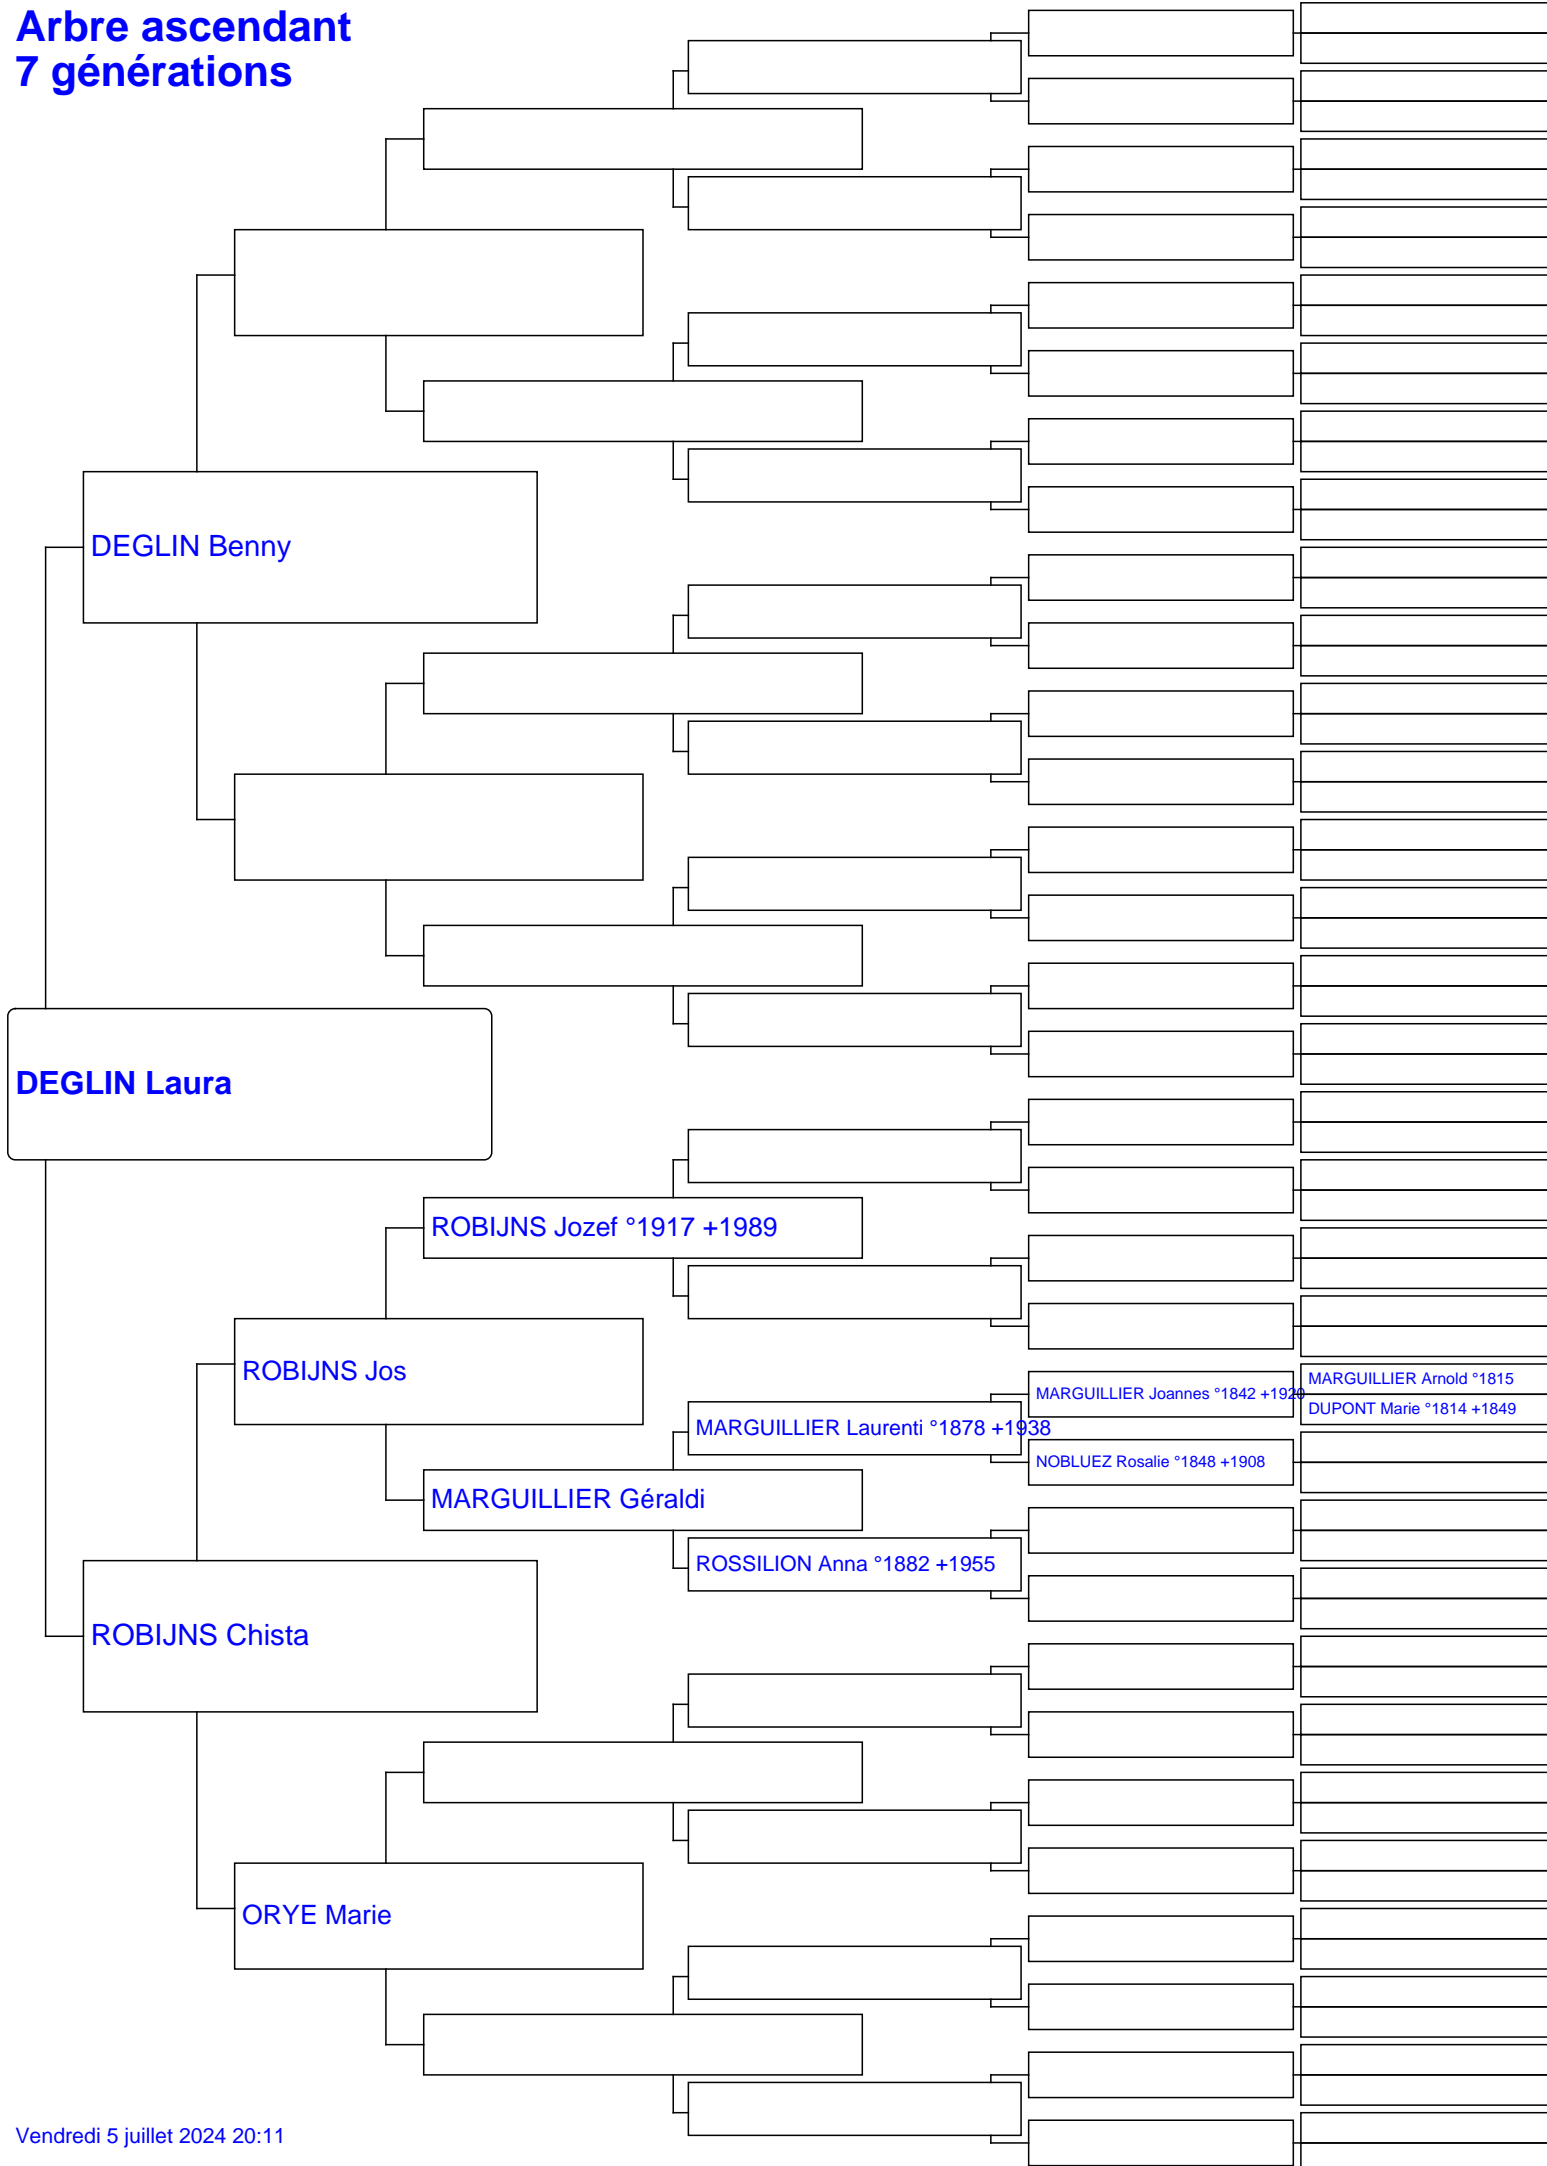 Arbre ascendant
7 générations
DEGLIN Benny
DEGLIN Laura
ROBIJNS Jozef °1917 +1989
ROBIJNS Jos
MARGUILLIER Arnold °1815
MARGUILLIER Joannes °1842 +1920
DUPONT Marie °1814 +1849
MARGUILLIER Laurenti °1878 +1938
NOBLUEZ Rosalie °1848 +1908
MARGUILLIER Géraldi
ROSSILION Anna °1882 +1955
ROBIJNS Chista
ORYE Marie
Vendredi 5 juillet 2024 20:11